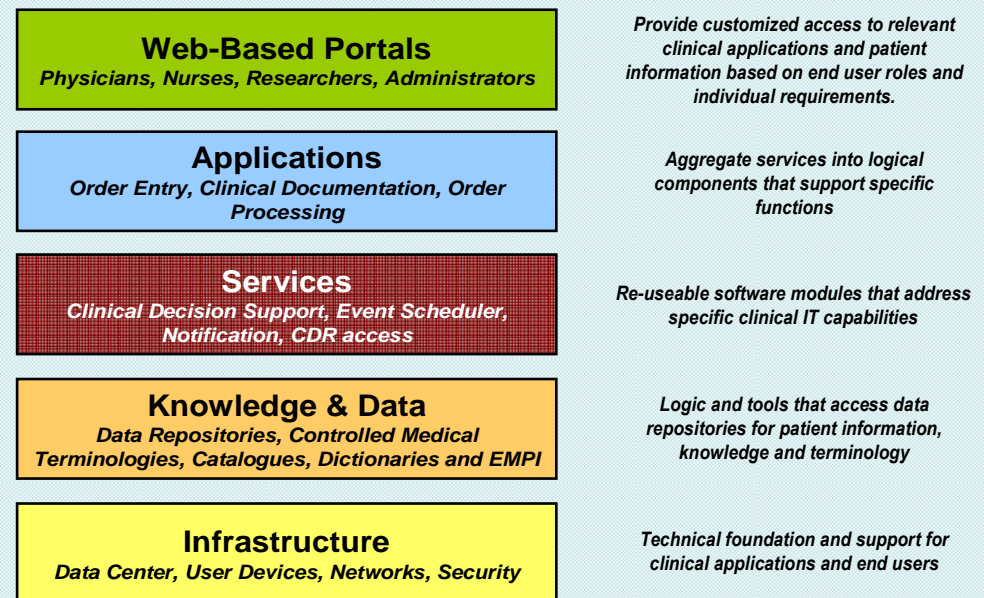 Web-Based Portals
Physicians, Nurses, Researchers, Administrators
Provide customized access to relevant
clinical applications and patient
information based on end user roles and
individual requirements.
Applications
Order Entry, Clinical Documentation, Order
Processing
Aggregate services into logical
components that support specific
functions
Services
Clinical Decision Support, Event Scheduler,
Notification, CDR access
Re-useable software modules that address
specific clinical IT capabilities
Knowledge & Data
Data Repositories, Controlled Medical
Terminologies, Catalogues, Dictionaries and EMPI
Logic and tools that access data
repositories for patient information,
knowledge and terminology
Infrastructure
Data Center, User Devices, Networks, Security
Technical foundation and support for
clinical applications and end users